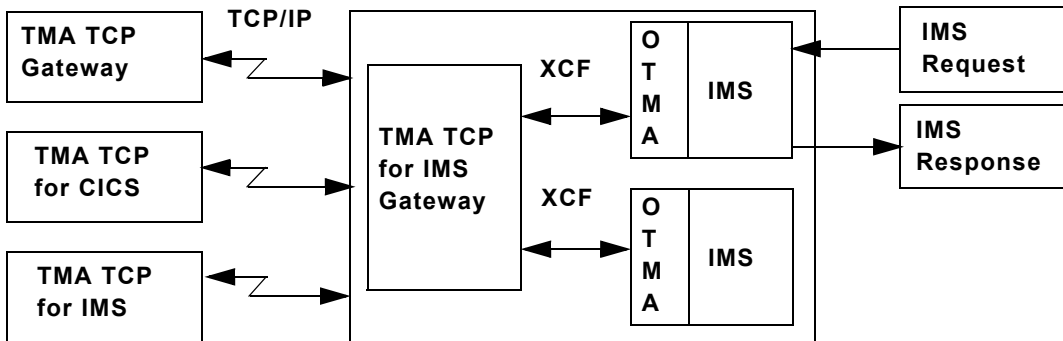 TCP/IP
TMA TCP
Gateway
TMA TCP
for CICS
TMA TCP
for IMS
TMA TCP
for IMS
Gateway
XCF
XCF
O
T
M
A
IMS
O
T
M
A
IMS
IMS
Request
IMS
Response